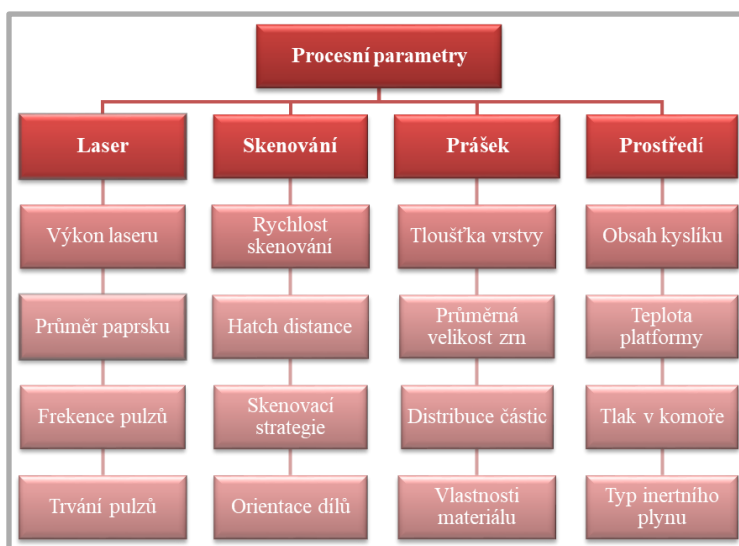 Procesní parametry
Laser
Skenování
Prášek
Prostředí
Výkon laseru
Rychlost
skenování
Tloušťka vrstvy
Obsah kyslíku
Průměr paprsku
Hatch distance
Průměrná
velikost zrn
Teplota
platformy
Frekence pulzů
Skenovací
strategie
Distribuce částic
Tlak v komoře
Trvání pulzů
Orientace dílů
Vlastnosti
materiálu
Typ inertního
plynu